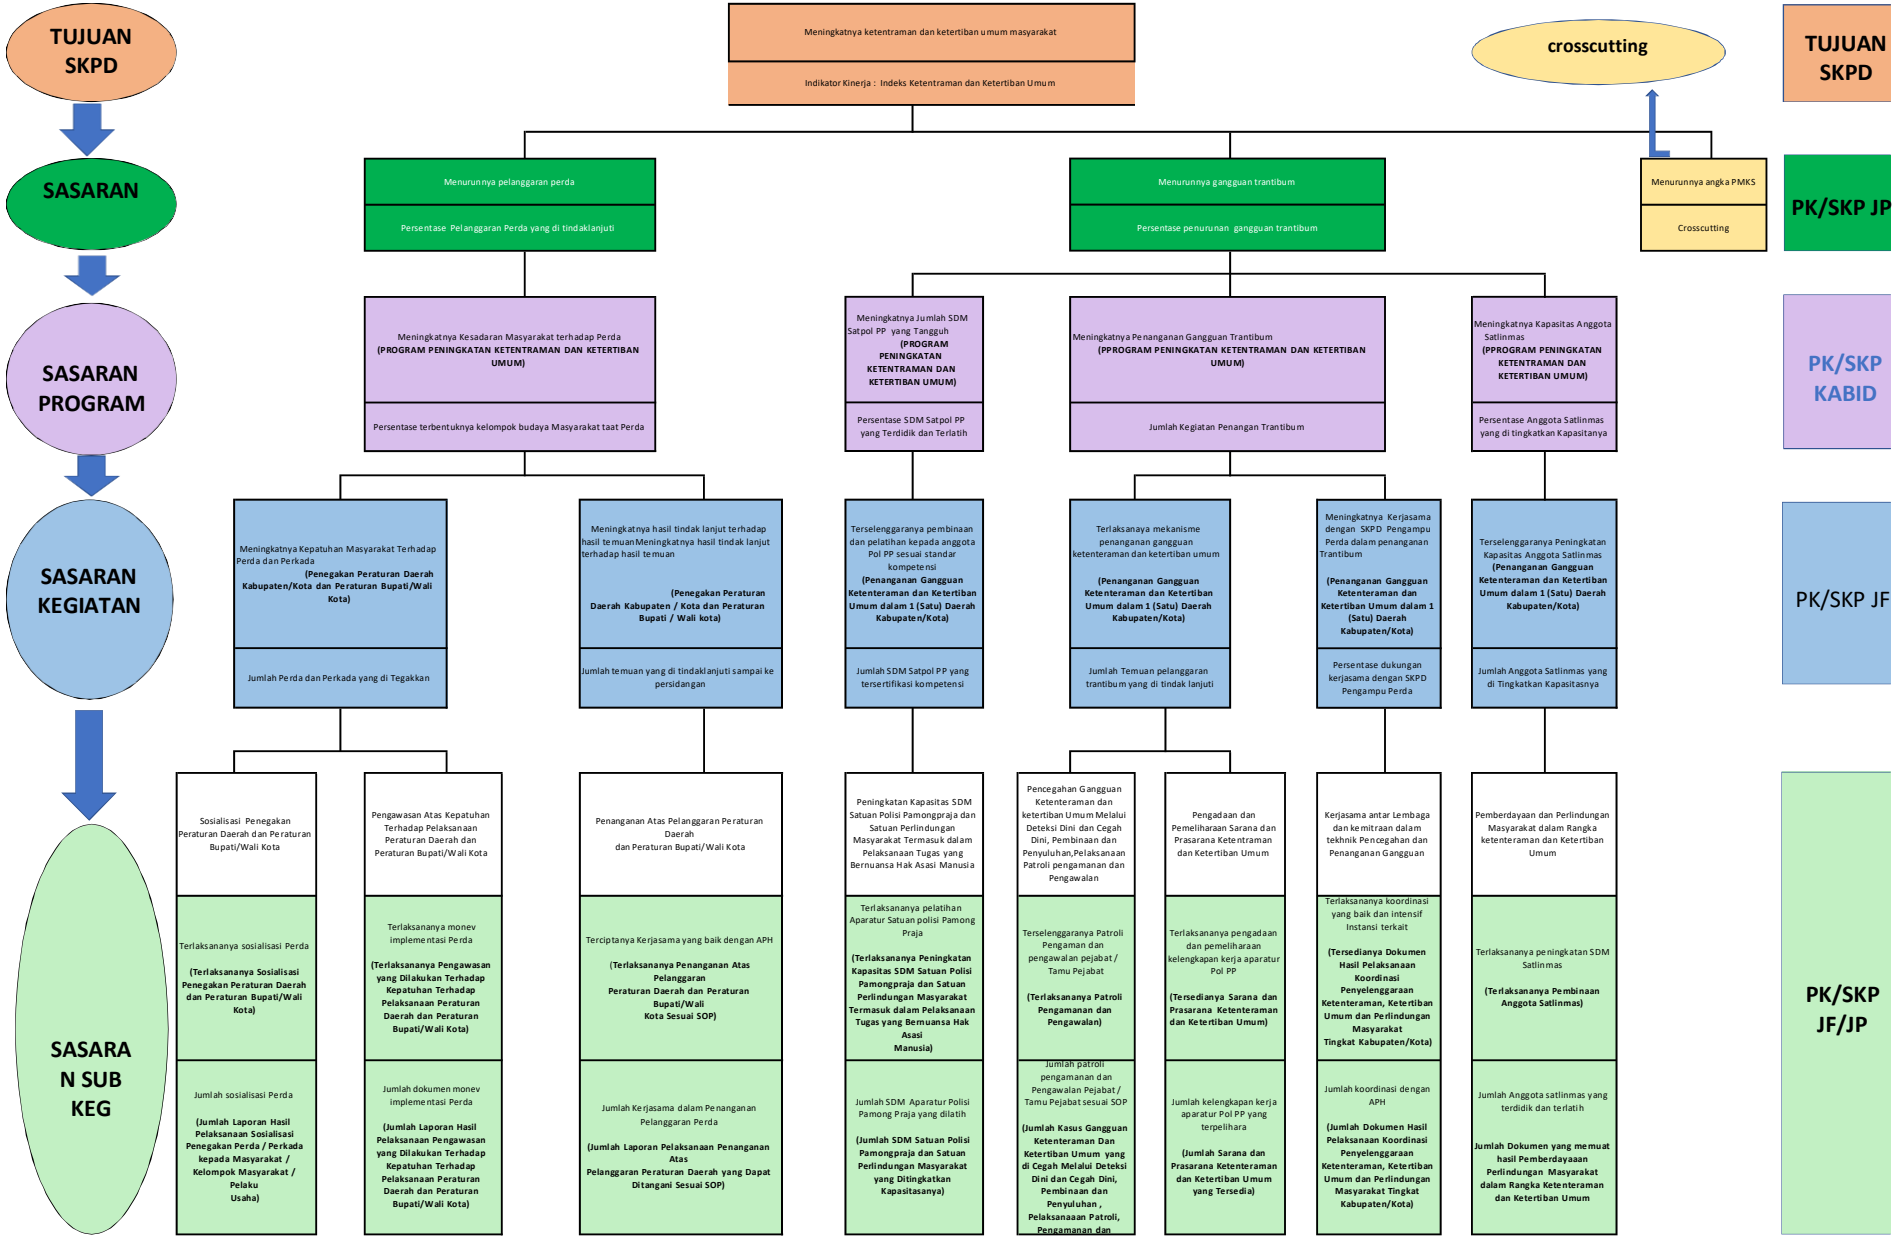 TUJUAN
SKPD
Meningkatnya ketentraman dan ketertiban umum masyarakat
Indikator Kinerja : Indeks Ketentraman dan Ketertiban Umum
crosscutting
TUJUAN
SKPD
SASARAN
Menurunnya pelanggaran perda
Persentase Pelanggaran Perda yang di tindaklanjuti
Menurunnya gangguan trantibum
Persentase penurunan gangguan trantibum
Menurunnya angka PMKS
Crosscutting
PK/SKP JP
SASARAN
PROGRAM
Meningkatnya Kesadaran Masyarakat terhadap Perda
(PROGRAM PENINGKATAN KETENTRAMAN DAN KETERTIBAN
UMUM)
Persentase terbentuknya kelompok budaya Masyarakat taat Perda
Meningkatnya Jumlah SDM
Satpol PP yang Tangguh
(PROGRAM
PENINGKATAN
KETENTRAMAN DAN
KETERTIBAN UMUM)
Persentase SDM Satpol PP
yang Terdidik dan Terlatih
Meningkatnya Penanganan Gangguan Trantibum
(PPROGRAM PENINGKATAN KETENTRAMAN DAN KETERTIBAN
UMUM)
Jumlah Kegiatan Penangan Trantibum
Meningkatnya Kapasitas Anggota
Satlinmas
(PPROGRAM PENINGKATAN
KETENTRAMAN DAN
KETERTIBAN UMUM)
Persentase Anggota Satlinmas
yang di tingkatkan Kapasitanya
PK/SKP
KABID
SASARAN
KEGIATAN
Meningkatnya Kepatuhan Masyarakat Terhadap
Perda dan Perkada
(Penegakan Peraturan Daerah
Kabupaten/Kota dan Peraturan Bupati/Wali
Kota)
Jumlah Perda dan Perkada yang di Tegakkan
Meningkatnya hasil tindak lanjut terhadap
hasil temuanMeningkatnya hasil tindak lanjut
terhadap hasil temuan
(Penegakan Peraturan
Daerah Kabupaten / Kota dan Peraturan
Bupati / Wali kota)
Jumlah temuan yang di tindaklanjuti sampai ke
persidangan
Terselenggaranya pembinaan
dan pelatihan kepada anggota
Pol PP sesuai standar
kompetensi
(Penanganan Gangguan
Ketenteraman dan Ketertiban
Umum dalam 1 (Satu) Daerah
Kabupaten/Kota)
Jumlah SDM Satpol PP yang
tersertifikasi kompetensi
Terlaksanaya mekanisme
penanganan gangguan
ketenteraman dan ketertiban umum
(Penanganan Gangguan
Ketenteraman dan Ketertiban
Umum dalam 1 (Satu) Daerah
Kabupaten/Kota)
Jumlah Temuan pelanggaran
trantibum yang di tindak lanjuti
Meningkatnya Kerjasama
dengan SKPD Pengampu
Perda dalam penanganan
Trantibum
(Penanganan Gangguan
Ketenteraman dan
Ketertiban Umum dalam 1
(Satu) Daerah
Kabupaten/Kota)
Persentase dukungan
kerjasama dengan SKPD
Pengampu Perda
Terselenggaranya Peningkatan
Kapasitas Anggota Satlinmas
(Penanganan Gangguan
Ketenteraman dan Ketertiban
Umum dalam 1 (Satu) Daerah
Kabupaten/Kota)
Jumlah Anggota Satlinmas yang
di Tingkatkan Kapasitasnya
PK/SKP JF
SASARA
N SUB
KEG
Sosialisasi Penegakan
Peraturan Daerah dan Peraturan
Bupati/Wali Kota
Terlaksananya sosialisasi Perda
(Terlaksananya Sosialisasi
Penegakan Peraturan Daerah
dan Peraturan Bupati/Wali
Kota)
Jumlah sosialisasi Perda
(Jumlah Laporan Hasil
Pelaksanaan Sosialisasi
Penegakan Perda / Perkada
kepada Masyarakat /
Kelompok Masyarakat /
Pelaku
Usaha)
Pengawasan Atas Kepatuhan
Terhadap Pelaksanaan
Peraturan Daerah dan
Peraturan Bupati/Wali Kota
Terlaksananya monev
implementasi Perda
(Terlaksananya Pengawasan
yang Dilakukan Terhadap
Kepatuhan Terhadap
Pelaksanaan Peraturan
Daerah dan Peraturan
Bupati/Wali Kota)
Jumlah dokumen monev
implementasi Perda
(Jumlah Laporan Hasil
Pelaksanaan Pengawasan
yang Dilakukan Terhadap
Kepatuhan Terhadap
Pelaksanaan Peraturan
Daerah dan Peraturan
Bupati/Wali Kota)
Penanganan Atas Pelanggaran Peraturan
Daerah
dan Peraturan Bupati/Wali Kota
Terciptanya Kerjasama yang baik dengan APH
(Terlaksananya Penanganan Atas
Pelanggaran
Peraturan Daerah dan Peraturan
Bupati/Wali
Kota Sesuai SOP)
Jumlah Kerjasama dalam Penanganan
Pelanggaran Perda
(Jumlah Laporan Pelaksanaan Penanganan
Atas
Pelanggaran Peraturan Daerah yang Dapat
Ditangani Sesuai SOP)
Peningkatan Kapasitas SDM
Satuan Polisi Pamongpraja dan
Satuan Perlindungan
Masyarakat Termasuk dalam
Pelaksanaan Tugas yang
Bernuansa Hak Asasi Manusia
Terlaksananya pelatihan
Aparatur Satuan polisi Pamong
Praja
(Terlaksananya Peningkatan
Kapasitas SDM Satuan Polisi
Pamongpraja dan Satuan
Perlindungan Masyarakat
Termasuk dalam Pelaksanaan
Tugas yang Bernuansa Hak
Asasi
Manusia)
Jumlah SDM Aparatur Polisi
Pamong Praja yang dilatih
(Jumlah SDM Satuan Polisi
Pamongpraja dan Satuan
Perlindungan Masyarakat
yang Ditingkatkan
Kapasitasanya)
Pencegahan Gangguan
Ketenteraman dan
ketertiban Umum Melalui
Deteksi Dini dan Cegah
Dini, Pembinaan dan
Penyuluhan,Pelaksanaan
Patroli pengamanan dan
Pengawalan
Terselenggaranya Patroli
Pengaman dan
pengawalan pejabat /
Tamu Pejabat
(Terlaksananya Patroli
Pengamanan dan
Pengawalan)
Jumlah patroli
pengamanan dan
Pengawalan Pejabat /
Tamu Pejabat sesuai SOP
(Jumlah Kasus Gangguan
Ketenteraman Dan
Ketertiban Umum yang
di Cegah Melalui Deteksi
Dini dan Cegah Dini,
Pembinaan dan
Penyuluhan ,
Pelaksanaaan Patroli,
Pengamanan dan
Pengadaan dan
Pemeliharaan Sarana dan
Prasarana Ketentraman
dan Ketertiban Umum
Terlaksananya pengadaan
dan pemeliharaan
kelengkapan kerja aparatur
Pol PP
(Tersedianya Sarana dan
Prasarana Ketenteraman
dan Ketertiban Umum)
Jumlah kelengkapan kerja
aparatur Pol PP yang
terpelihara
(Jumlah Sarana dan
Prasarana Ketenteraman
dan Ketertiban Umum
yang Tersedia)
Kerjasama antar Lembaga
dan kemitraan dalam
tekhnik Pencegahan dan
Penanganan Gangguan
Terlaksananya koordinasi
yang baik dan intensif
Instansi terkait
(Tersedianya Dokumen
Hasil Pelaksanaan
Koordinasi
Penyelenggaraan
Ketenteraman, Ketertiban
Umum dan Perlindungan
Masyarakat
Tingkat Kabupaten/Kota)
Jumlah koordinasi dengan
APH
(Jumlah Dokumen Hasil
Pelaksanaan Koordinasi
Penyelenggaraan
Ketenteraman, Ketertiban
Umum dan Perlindungan
Masyarakat Tingkat
Kabupaten/Kota)
Pemberdayaan dan Perlindungan
Masyarakat dalam Rangka
ketenteraman dan Ketertiban
Umum
Terlaksananya peningkatan SDM
Satlinmas
(Terlaksananya Pembinaan
Anggota Satlinmas)
Jumlah Anggota satlinmas yang
terdidik dan terlatih
Jumlah Dokumen yang memuat
hasil Pemberdayaaan
Perlindungan Masyarakat
dalam Rangka Ketenteraman
dan Ketertiban Umum
PK/SKP
JF/JP